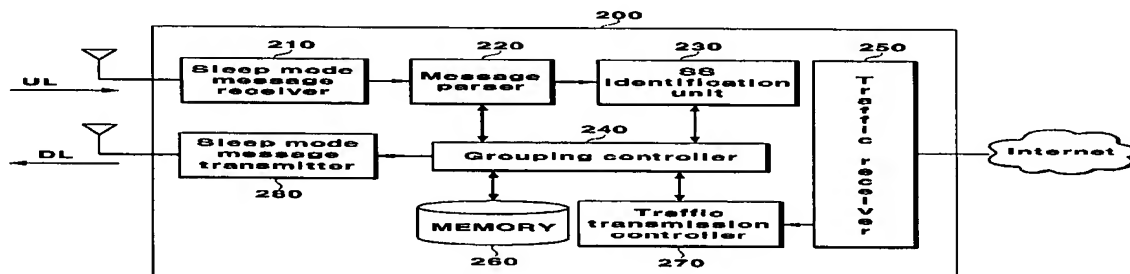 200
210
220
230
250
UL
Sleep mode
message
receiver
Message
parser
SS
Identification
unit
Traffic receiver
DL
Sleep mode
message
transmittor
280
240
Grouping controller
Internet
MEMORY
260
Traffic
transmission
controller
270